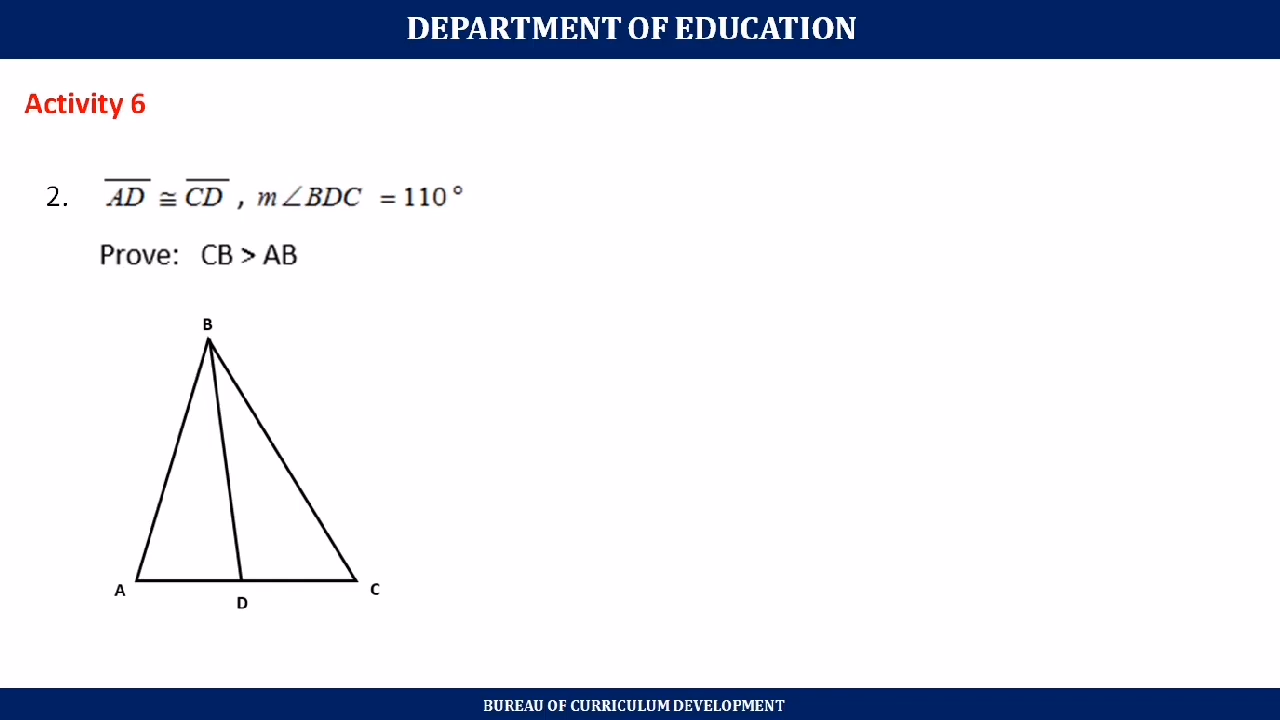 DEPARTMENT OF EDUCATION
Activity 6
2. AD ≅ CD , m∠BDC = 110°
Prove: CB > AB
B
A
C
D
BUREAU OF CURRICULUM DEVELOPMENT